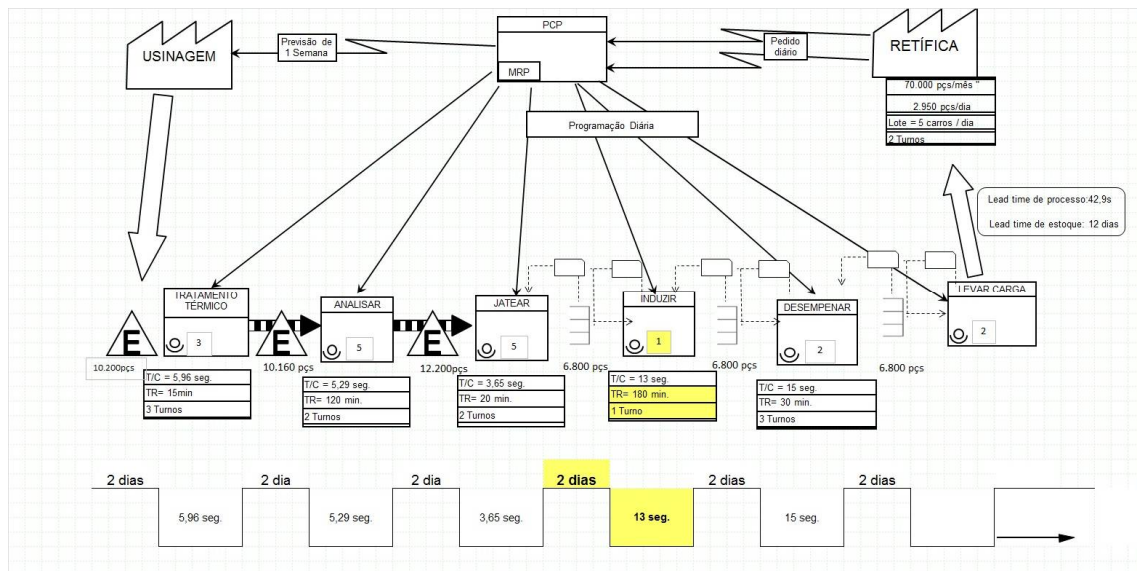 PCP
USINAGEM
Previsão de
1 Semana
Pedido
diário
RETÍFICA
MRP
70.000 pçs/mês "
2.950 pçs/dia
Lote = 5 carros / dia
2 Turnos
Programação Diária
Lead time de processo:42,9s
Lead time de estoque: 12 dias
TRATAMENTO
TÉRMICO
ANALISAR
JATEAR
INDUZIR
DESEMPENAR
LEVAR CARGA
E
3
E
5
E
5
1
2
2
10.200pçs
10.160 pçs
12.200pçs
6.800 pçs
6.800 pçs
6.800 pçs
T/C = 5,96 seg.
TR= 15min
3 Turnos
T/C = 5,29 seg.
TR= 120 min.
2 Turnos
T/C = 3,65 seg.
TR= 20 min.
2 Turnos
T/C = 13 seg.
TR= 180 min.
1 Turno
T/C = 15 seg.
TR= 30 min.
3 Turnos
2 dias
2 dia
2 dia
2 dias
2 dias
2 dias
5,96 seg.
5,29 seg.
3,65 seg.
13 seg.
15 seg.